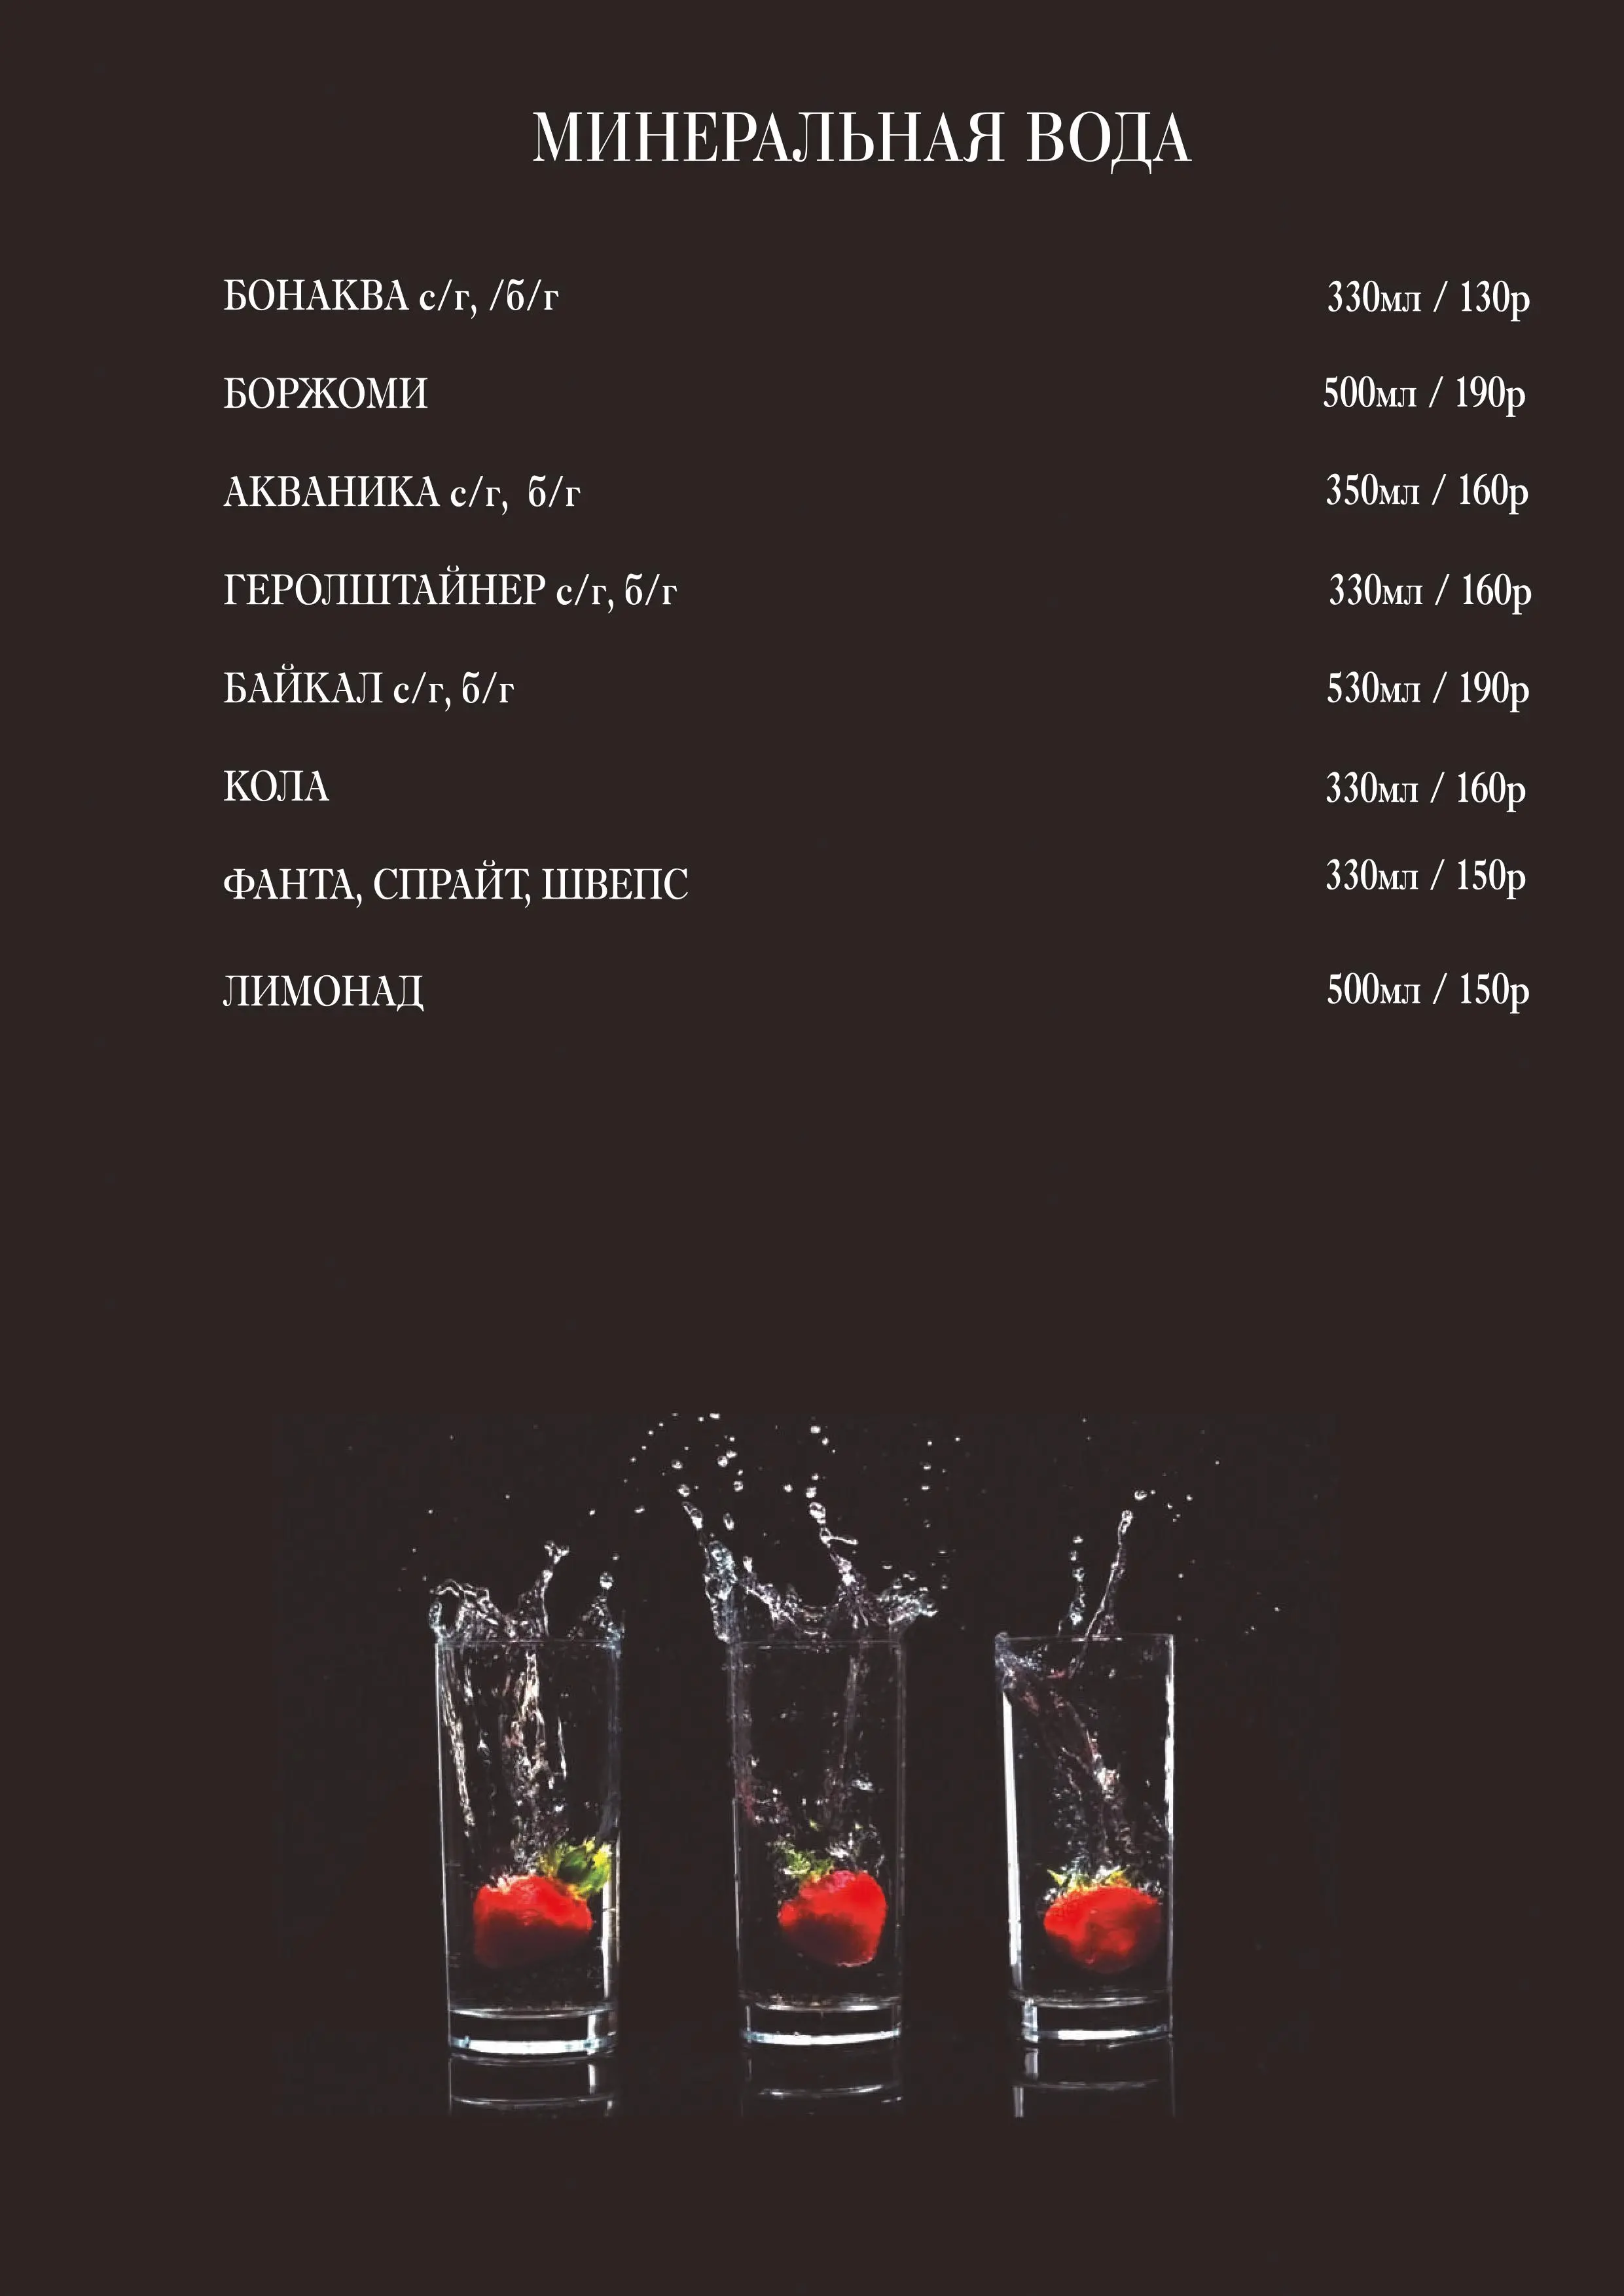 МИНЕРАЛЬНАЯ ВОДА
БОНАКВА с/г, /б/г 330мл / 130р
БОРЖОМИ 500мл / 190р
АКВАНИКА с/г, б/г 350мл / 160р
ГЕРОЛШТАЙНЕР с/г, б/г 330мл / 160р
БАЙКАЛ с/г, б/г 530мл / 190р
КОЛА 330мл / 160р
ФАНТА, СПРАЙТ, ШВЕПС 330мл / 150р
ЛИМОНАД 500мл / 150р